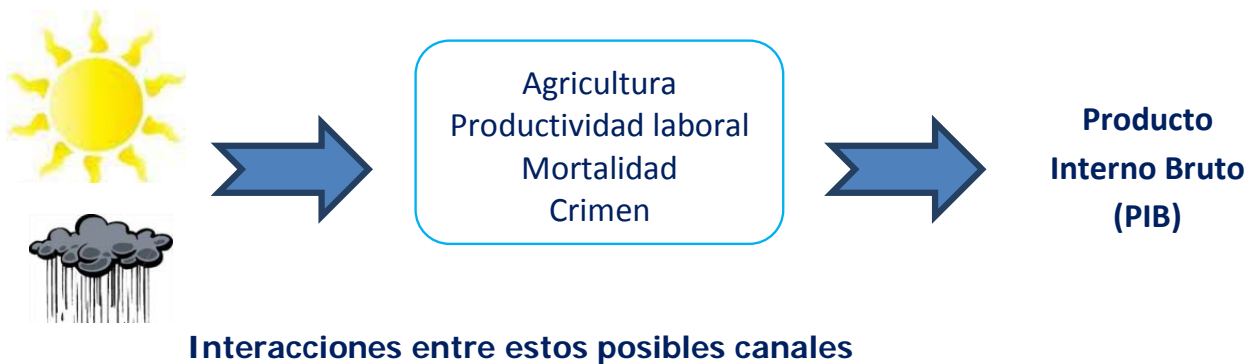 Agricultura
Productividad laboral
Mortalidad
Crimen
Producto
Interno Bruto
(PIB)
Interacciones entre estos posibles canales